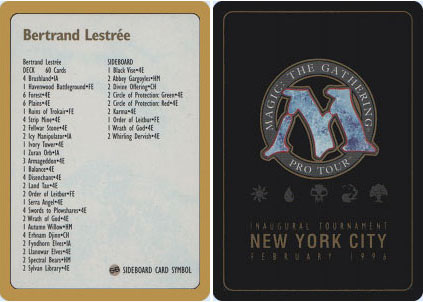 Bertrand Lestrée
Bertrand Lestrée
DECK 60 Cards
4 Brushland•IA
1 Havenwood Battleground•FE
6 Forest•4E
6 Plains•4E
1 Ruins of Trokair•FE
4 Strip Mine•4E
2 Fellwar Stone•4E
2 Icy Manipulator•IA
1 Ivory Tower•4E
1 Zuran Orb•IA
3 Armageddon•4E
1 Balance•4E
4 Disenchant•4E
2 Land Tax•4E
2 Order of Leitbur•FE
1 Serra Angel•4E
4 Swords to Plowshares•4E
2 Wrath of God•4E
1 Autumn Willow•HM
4 Erhnam Djinn•CH
2 Fyndhorn Elves•IA
2 Llanowar Elves•4E
2 Spectral Bears•HM
2 Sylvan Library•4E
SIDEBOARD
1 Black Vise•4E
2 Abbey Gargoyles•HM
2 Divine Offering•CH
2 Circle of Protection: Green•4E
2 Circle of Protection: Red•4E
2 Karma•4E
1 Order of Leitbur•FE
1 Wrath of God•4E
2 Whirling Dervish•4E
SIDEBOARD CARD SYMBOL
MAGIC: THE GATHERING
M
PRO TOUR
INAUGURAL TOURNAMENT
NEW YORK CITY
FEBRUARY 1996